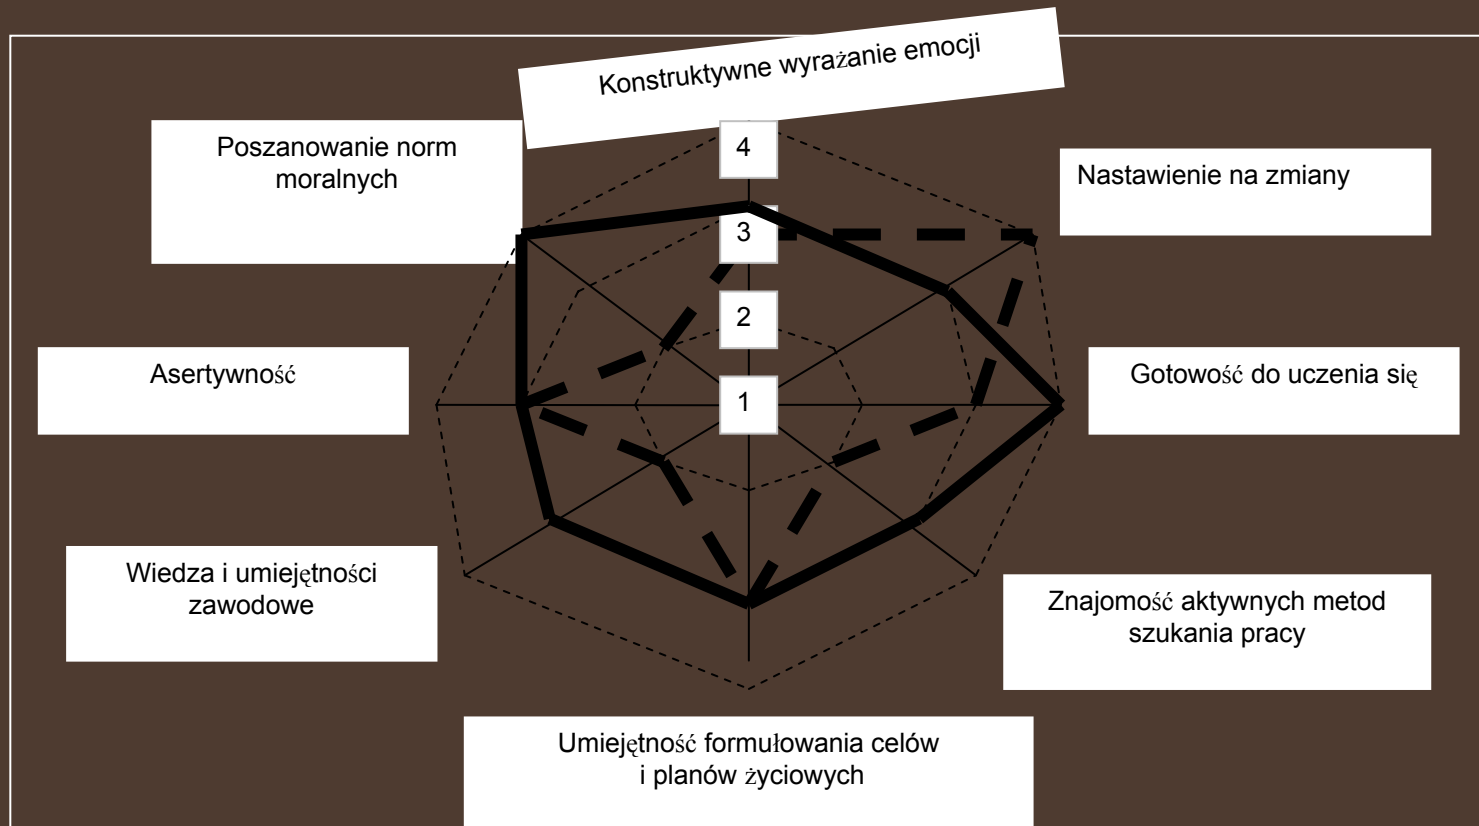 Konstruktywne wyrażanie emocji
Poszanowanie norm
moralnych
4
Nastawienie na zmiany
3
2
Asertywność
1
Gotowość do uczenia się
Wiedza i umiejętności
zawodowe
Znajomość aktywnych metod
szukania pracy
Umiejętność formułowania celów
i planów życiowych